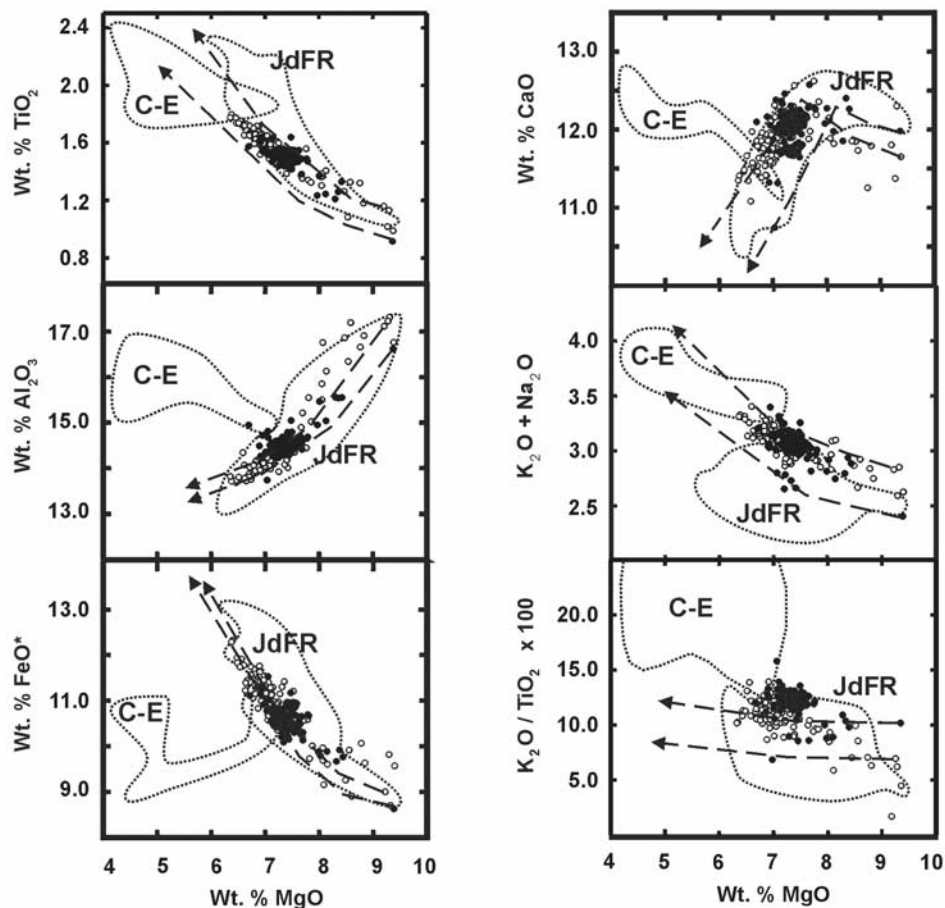 Wt. % TiO2
2.4
2.0
1.6
1.2
0.8
JdFR
C-E
Wt. % CaO
13.0
12.0
11.0
JdFR
C-E
Wt. % Al2O3
17.0
15.0
13.0
C-E
JdFR
K2O + Na2O
4.0
3.5
3.0
2.5
C-E
JdFR
Wt. % FeO*
13.0
11.0
9.0
JdFR
C-E
4 5 6 7 8 9 10
Wt. % MgO
K2O / TiO2 x 100
20.0
15.0
10.0
5.0
C-E
JdFR
4 5 6 7 8 9 10
Wt. % MgO